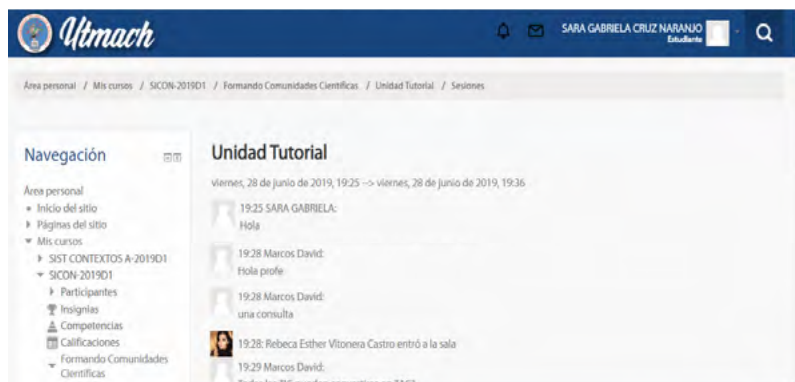 Utmach
SARA GABRIELA CRUZ NARANJO
Estudiante
Área personal / Mis cursos / SICON-2019D1 / Formando Comunidades Científicas / Unidad Tutorial / Sesiones
Navegación
Área personal
Inicio del sitio
Páginas del sitio
Mis cursos
SIST CONTEXTOS A-2019D1
SICON-2019D1
Participantes
Insignias
Competencias
Calificaciones
Formando Comunidades
Científicas
Unidad Tutorial
viernes, 28 de junio de 2019, 19:25 --> viernes, 28 de junio de 2019, 19:36
19:25 SARA GABRIELA:
Hola
19:28 Marcos David:
Hola profe
19:28 Marcos David:
una consulta
19:28: Rebeca Esther Vitonera Castro entró a la sala
19:29 Marcos David: